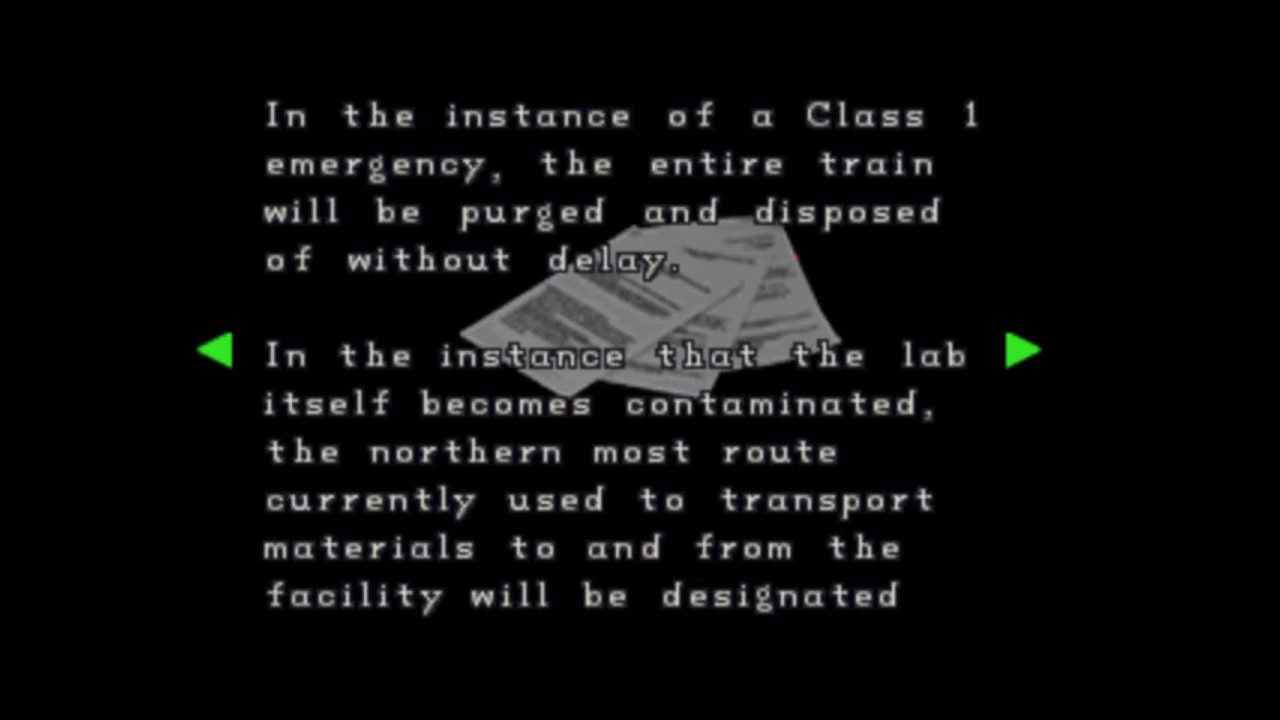 In the instance of a Class 1
emergency, the entire train
will be purged and disposed
of without delay.
In the instance that the lab
itself becomes contaminated,
the northern most route
currently used to transport
materials to and from the
facility will be designated